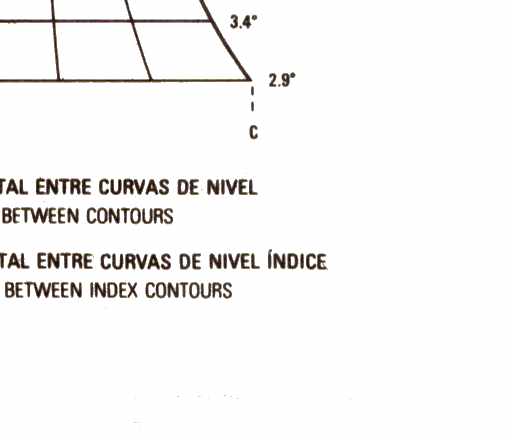 3.4°
2.9°
C
TAL ENTRE CURVAS DE NIVEL
BETWEEN CONTOURS
TAL ENTRE CURVAS DE NIVEL ÍNDICE
BETWEEN INDEX CONTOURS